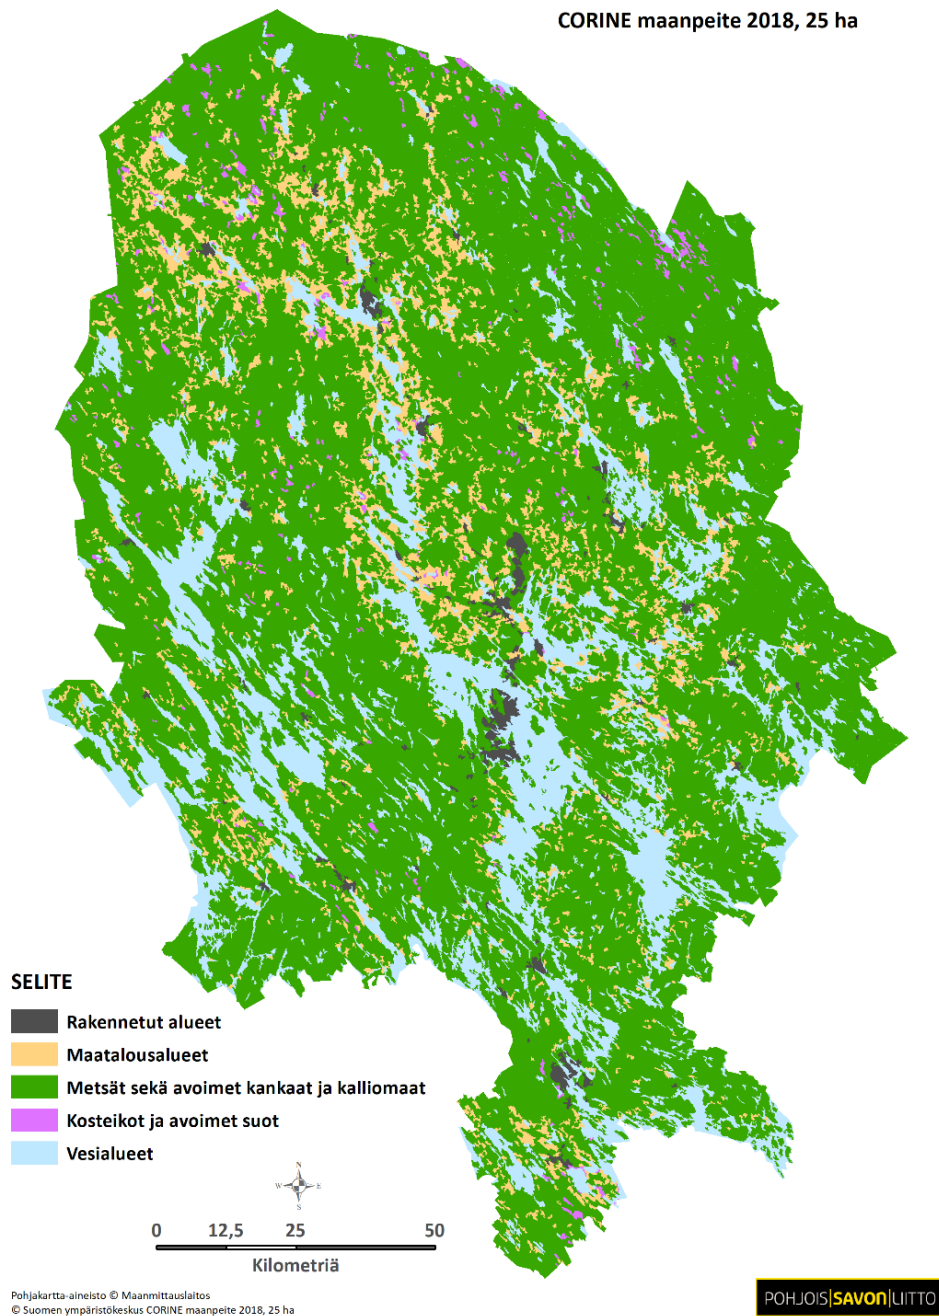 CORINE maanpeite 2018, 25 ha
SELITE
Rakennetut alueet
Maatalousalueet
Metsät sekä avoimet kankaat ja kalliomaat
Kosteikot ja avoimet suot
Vesialueet
N
W E
S
0 12,5 25 50
Kilometriä
Pohjakartta-aineisto © Maanmittauslaitos
© Suomen ympäristökeskus CORINE maanpeite 2018, 25 ha
POHJOIS|SAVON|LIITTO